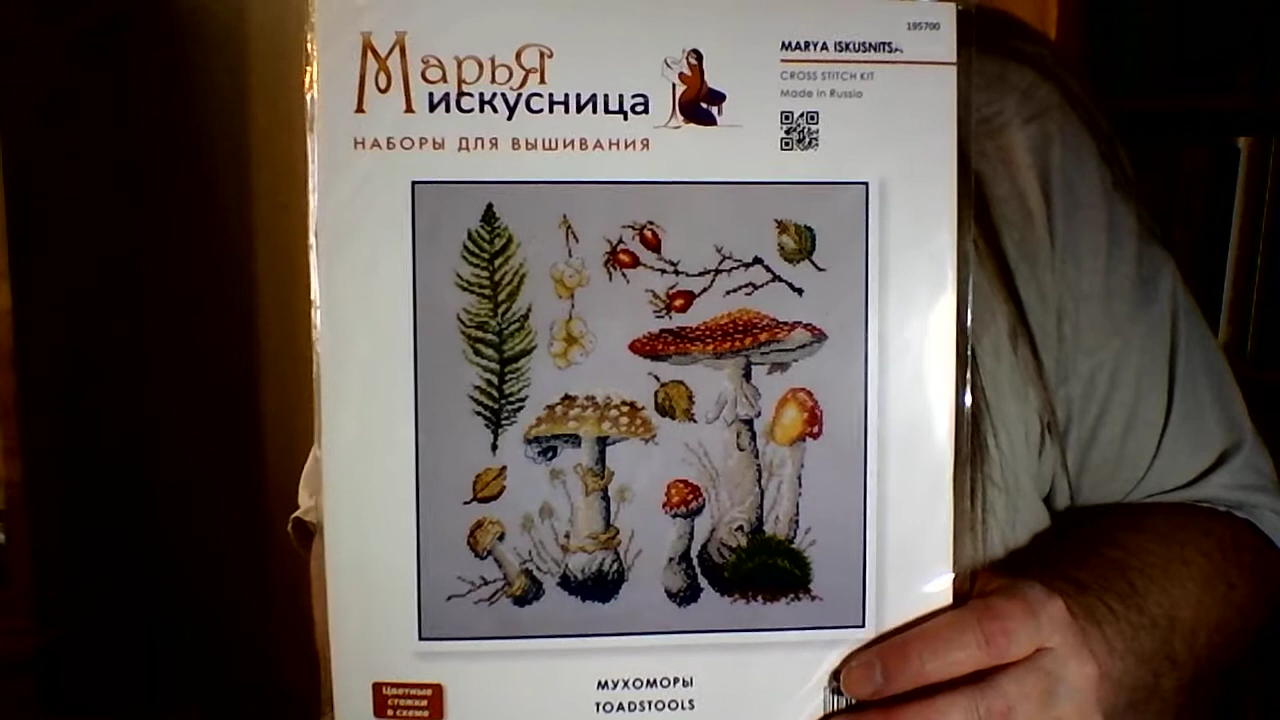 195700
МарьЯ
искусница
НАБОРЫ ДЛЯ ВЫШИВАНИЯ
MARYA ISKUSNITSA
CROSS STITCH KIT
Made in Russia
МУХОМОРЫ
TOADSTOOLS
Цветные
стежки
в схеме